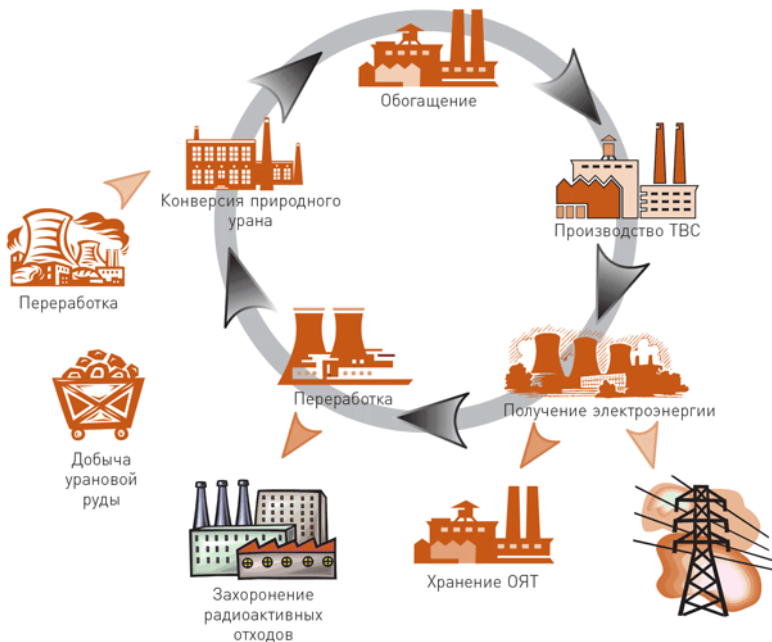 Обогащение
Конверсия природного
урана
Производство ТВС
Переработка
Переработка
Получение электроэнергии
Добыча
урановой
руды
Хранение ОЯТ
Захоронение
радиоактивных
отходов